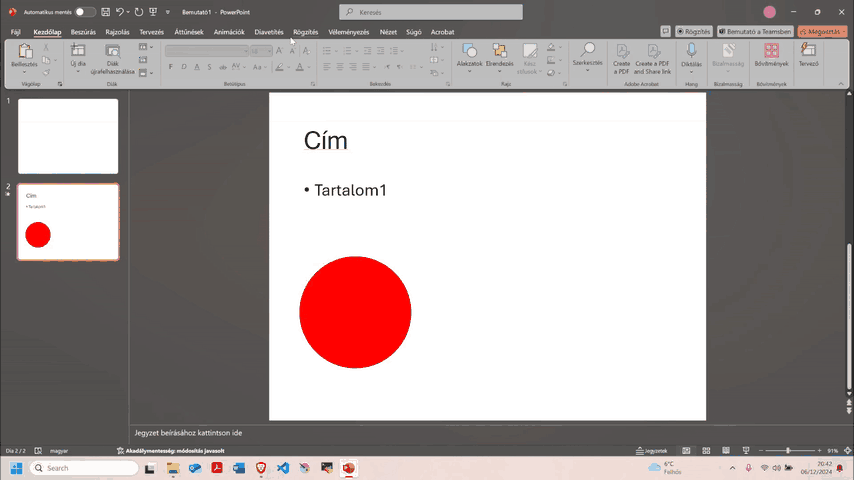 Automatikus mentés
Bemutató1 - PowerPoint
Keresés
Fájl Kezdőlap Beszúrás Rajzolás Tervezés Áttűnések Animációk Diavetítés Rögzítés Véleményezés Nézet Súgó Acrobat
Rögzítés Bemutató a Teamsben Megosztás
Beillesztés
Új dia
Diák újrafelhasználása
F D A S ab AV Aa A
Alakzatok Elrendezés Kész stílusok
Szerkesztés
Create a PDF
Create a PDF and Share link
Diktálás
Bizalmasság
Bővítmények
Tervező
Vágólap Diák Betűtípus Bekezdés Rajz Adobe Acrobat Hang Bizalmasság Bővítmények
1
2
Cím
• Tartalom1
Cím
• Tartalom1
Jegyzet beírásához kattintson ide
Dia 2 / 2 magyar Akadálymentesség: módosítás javasolt Jegyzetek 91%
Search
6°C
Felhős
20:42
06/12/2024